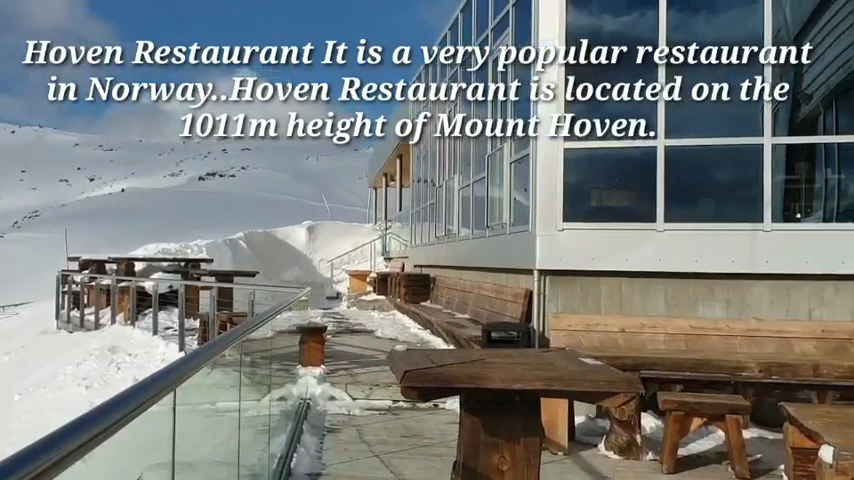 Hoven Restaurant It is a very popular restaurant
in Norway..Hoven Restaurant is located on the
1011m height of Mount Hoven.